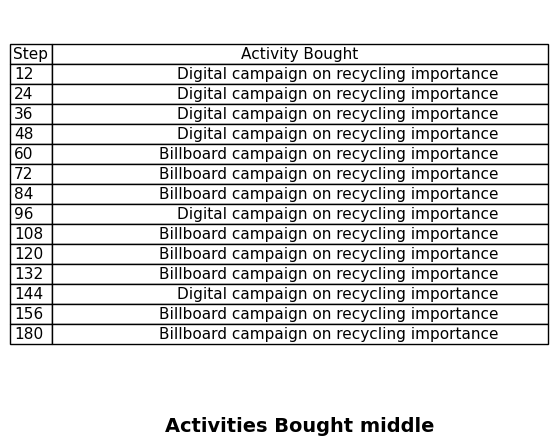 Step Activity Bought
12 Digital campaign on recycling importance
24 Digital campaign on recycling importance
36 Digital campaign on recycling importance
48 Digital campaign on recycling importance
60 Billboard campaign on recycling importance
72 Billboard campaign on recycling importance
84 Billboard campaign on recycling importance
96 Digital campaign on recycling importance
108 Billboard campaign on recycling importance
120 Billboard campaign on recycling importance
132 Billboard campaign on recycling importance
144 Digital campaign on recycling importance
156 Billboard campaign on recycling importance
180 Billboard campaign on recycling importance
Activities Bought middle